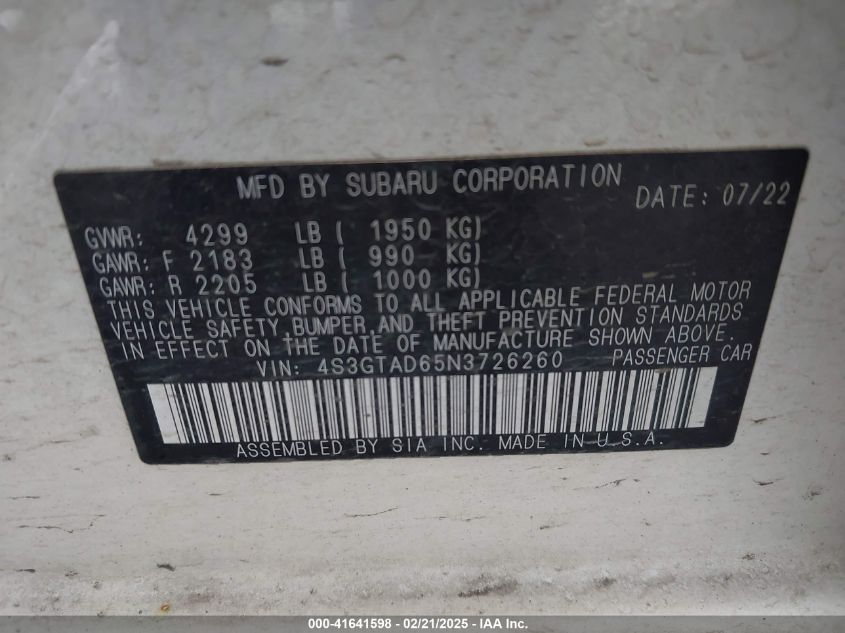 MFD BY SUBARU CORPORATION DATE: 07/22
GVWR: 4299 LB ( 1950 KG)
GAWR: F 2183 LB ( 990 KG)
GAWR: R 2205 LB ( 1000 KG)
THIS VEHICLE CONFORMS TO ALL APPLICABLE FEDERAL MOTOR
VEHICLE SAFETY, BUMPER, AND THEFT PREVENTION STANDARDS
IN EFFECT ON THE DATE OF MANUFACTURE SHOWN ABOVE.
VIN: 4S3GTAD65N3726260 PASSENGER CAR
ASSEMBLED BY SIA INC. MADE IN U.S.A.
000-41641598 - 02/21/2025 - IAA Inc.